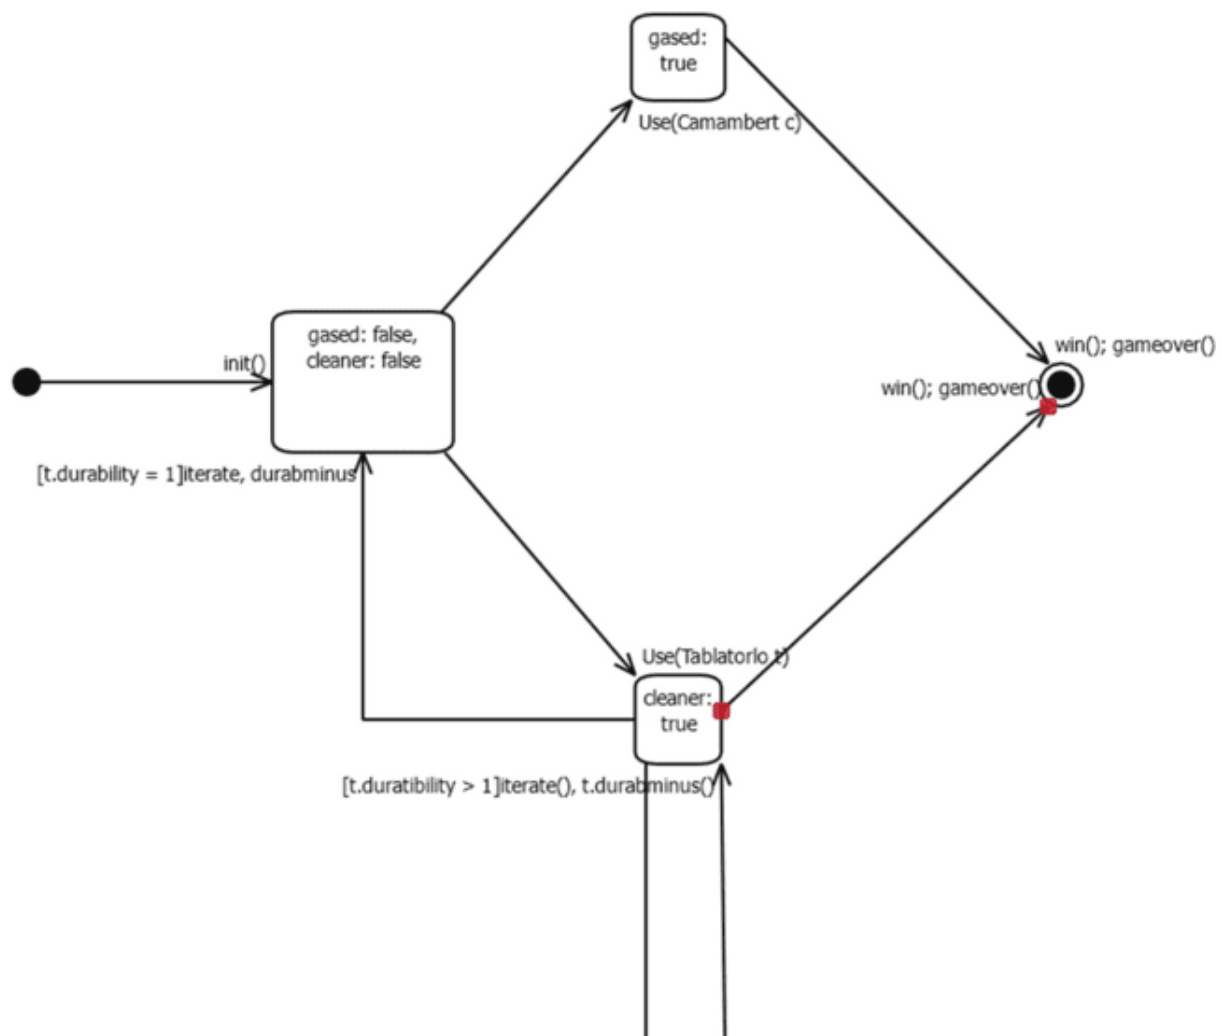 gased:
true
Use(Camambert c)
gased: false,
cleaner: false
init()
win(); gameover()
win(); gameover()
[t.durability = 1]iterate, durabminus
Use(Tablatorlo t)
cleaner:
true
[t.duratibility > 1]iterate(), t.durabminus()